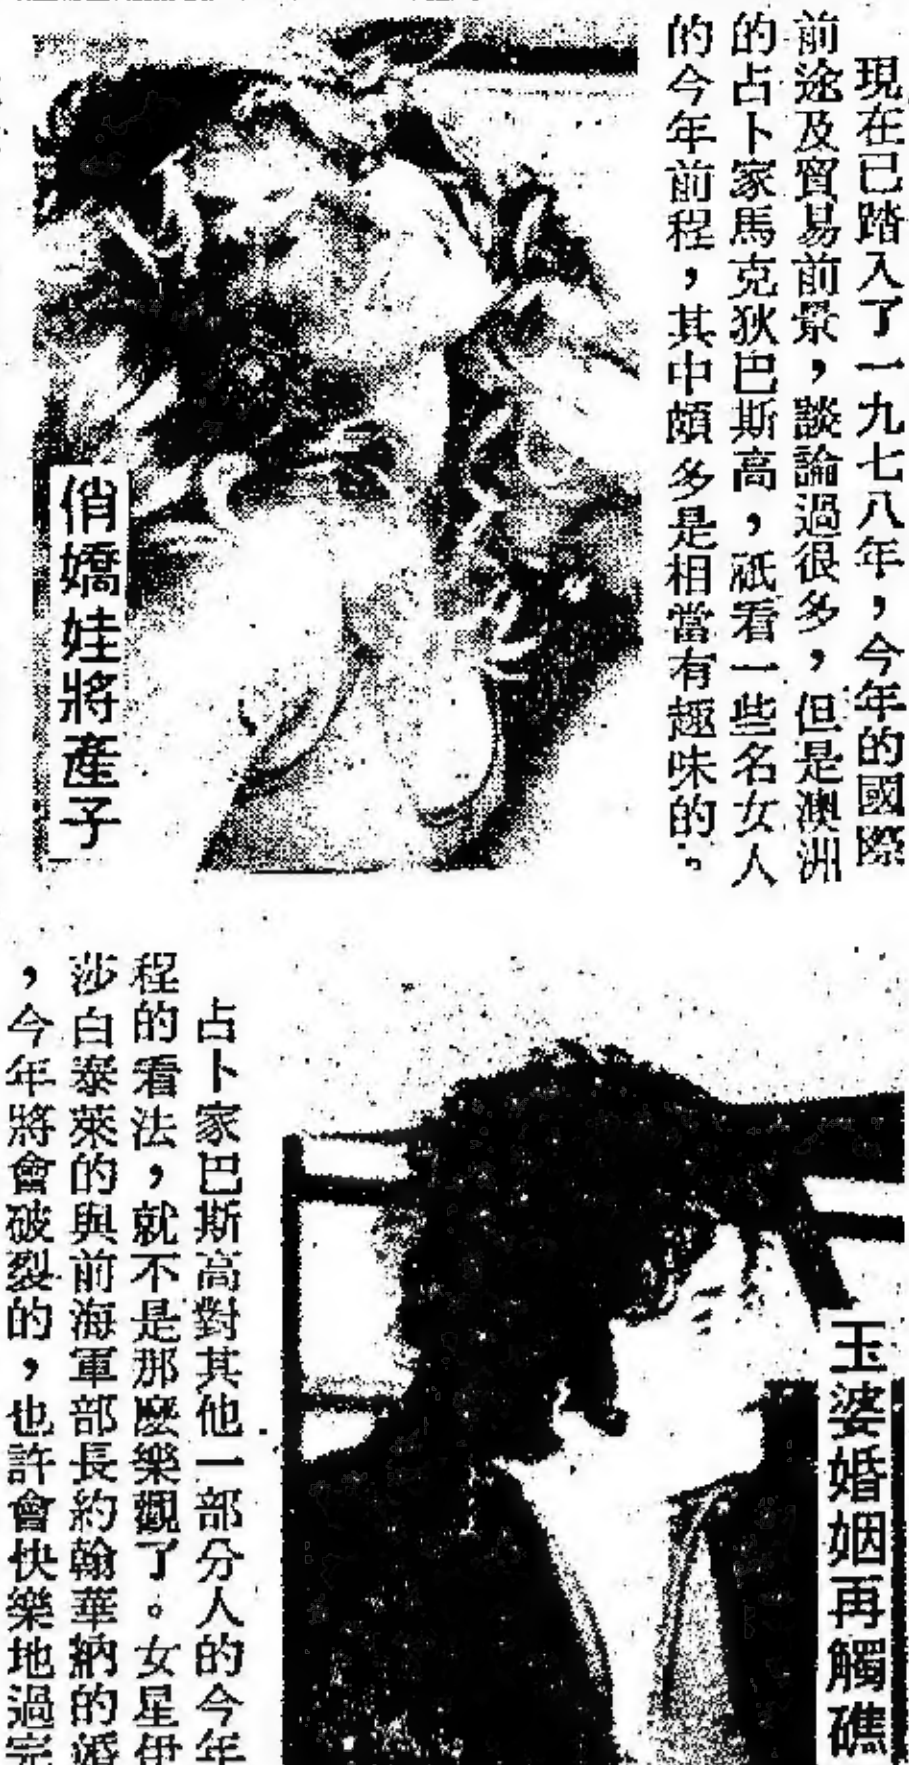 現在已踏入了一九七八年，今年的國際
前途及貿易前景，談論過很多，但是澳洲
的占卜家馬克狄巴斯高，祇看一些名女人
的今年前程，其中頗多是相當有趣味的。
俏嬌娃將產子
玉婆婚姻再觸礁
占卜家巴斯高對其他一部分人的今年
程的看法，就不是那麼樂觀了。女星伊
莎白泰萊的與前海軍部長約翰華納的婚
，今年將會破裂的，也許會快樂地過完